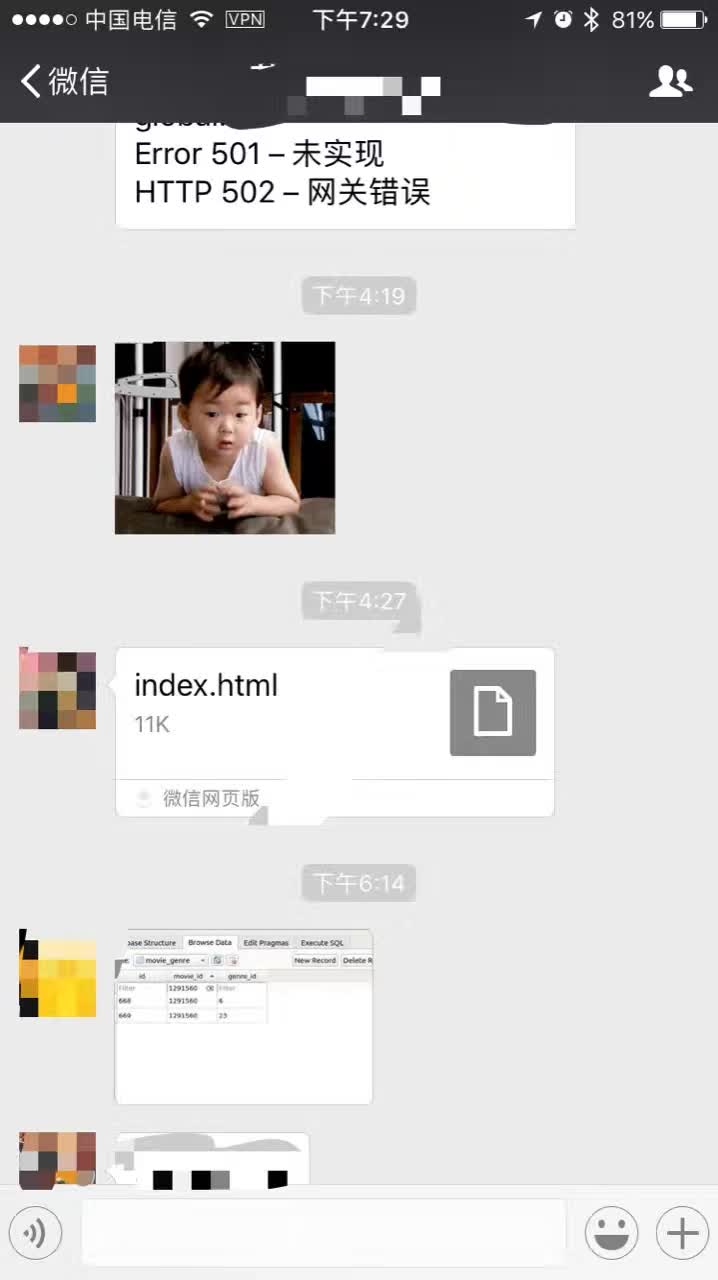 中国电信 VPN 下午7:29 81%
微信
Error 501 – 未实现
HTTP 502 – 网关错误
下午4:19
下午4:27
index.html
11K
微信网页版
下午6:14
base Structure Browse Data Edit Pragmas Execute SQL
movie_genre New Record Delete R
id movie_id genre_id
Filter 1291560 Filter
668 1291560 6
669 1291560 23